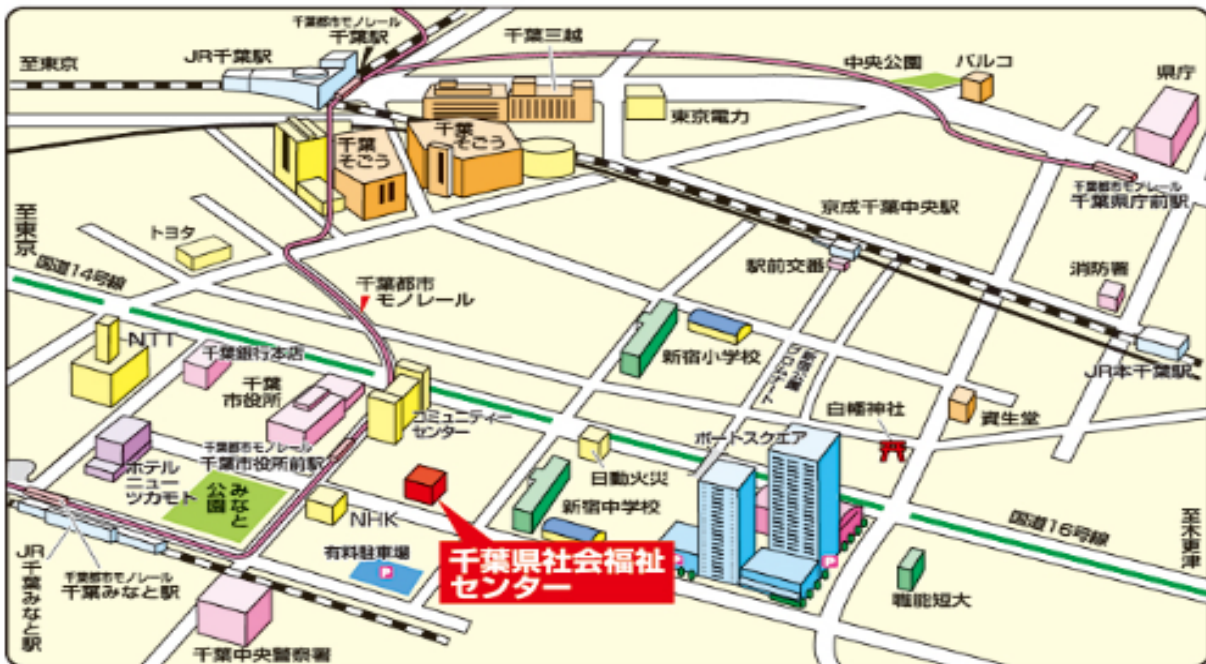 千葉都市モノレール
千葉駅
JR千葉駅
至東京
千葉三越
中央公園
パルコ
県庁
東京電力
千葉
そごう
千葉
そごう
千葉都市モノレール
千葉県庁前駅
京成千葉中央駅
駅前交番
消防署
至東京
トヨタ
国道14号線
千葉都市
モノレール
新宿小学校
新宿公園
プロムナード
JR本千葉駅
NTT
千葉銀行本店
千葉
市役所
コミュニティー
センター
白幡神社
資生堂
ポートスクエア
千葉都市モノレール
千葉市役所前駅
ホテル
ニュー
ツカモト
みなと
公園
日動火災
新宿中学校
NHK
有料駐車場
P
千葉県社会福祉
センター
P
P
国道16号線
至木更津
職能短大
JR千葉みなと駅
千葉都市モノレール
千葉みなと駅
千葉中央警察署